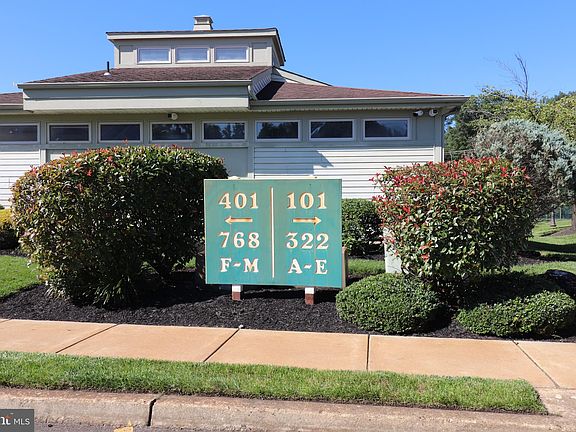 401 101
← →
768 322
F-M A-E
MLS